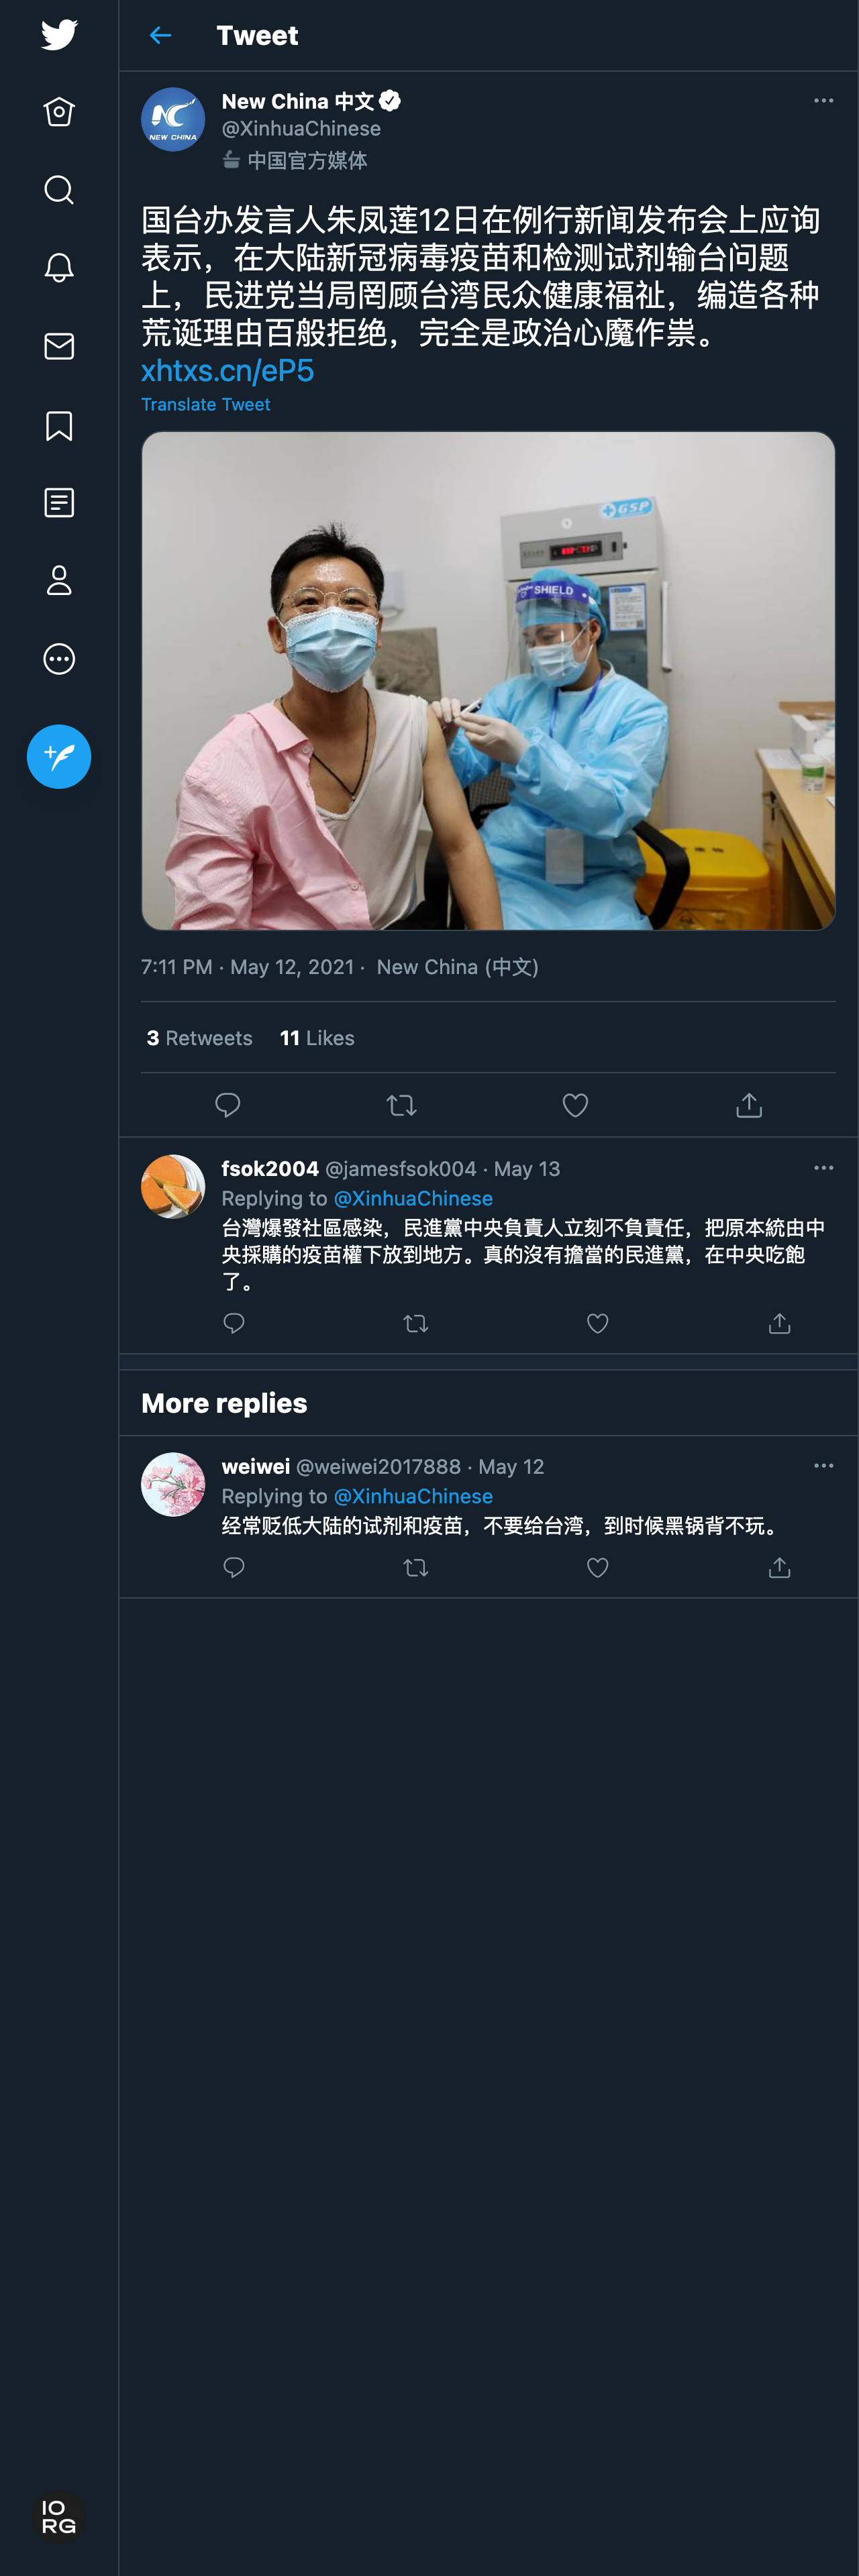 Tweet
New China 中文
@XinhuaChinese
中国官方媒体
NEW CHINA
国台办发言人朱凤莲12日在例行新闻发布会上应询
表示，在大陆新冠病毒疫苗和检测试剂输台问题
上，民进党当局罔顾台湾民众健康福祉，编造各种
荒诞理由百般拒绝，完全是政治心魔作祟。
xhtxs.cn/eP5
Translate Tweet
GSP
SHIELD
7:11 PM · May 12, 2021 · New China (中文)
3 Retweets 11 Likes
fsok2004 @jamesfsok004 · May 13
Replying to @XinhuaChinese
台灣爆發社區感染，民進黨中央負責人立刻不負責任，把原本統由中
央採購的疫苗權下放到地方。真的沒有擔當的民進黨，在中央吃飽
了。
More replies
weiwei @weiwei2017888 · May 12
Replying to @XinhuaChinese
经常贬低大陆的试剂和疫苗，不要给台湾，到时候黑锅背不玩。
IO
RG